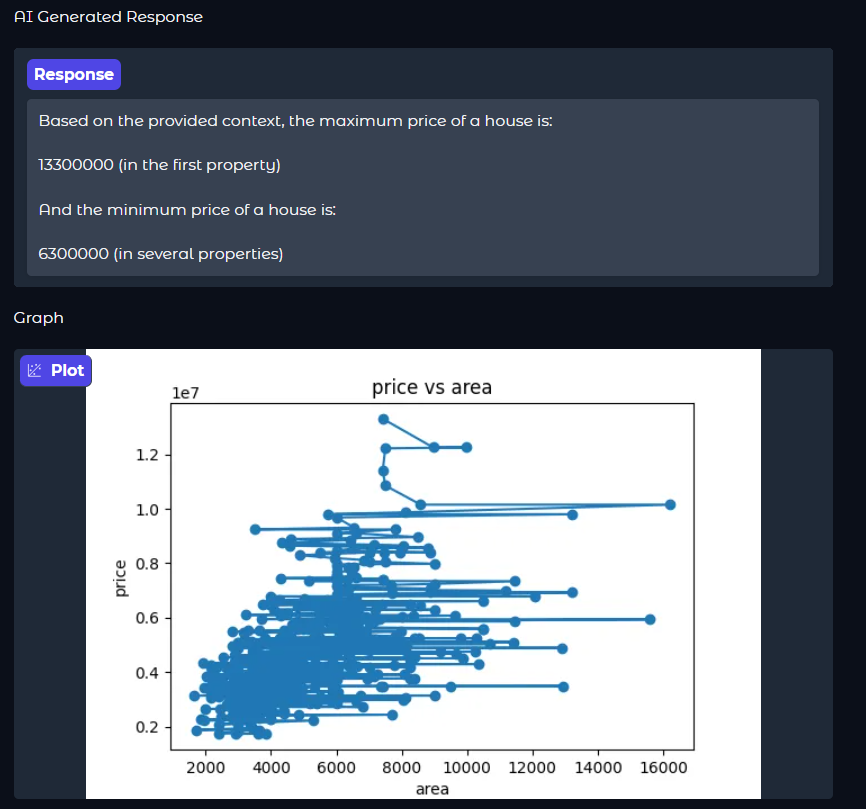 AI Generated Response
Response
Based on the provided context, the maximum price of a house is:
13300000 (in the first property)
And the minimum price of a house is:
6300000 (in several properties)
Graph
Plot
price vs area
1e7
1.2
1.0
0.8
0.6
0.4
0.2
price
2000 4000 6000 8000 10000 12000 14000 16000
area